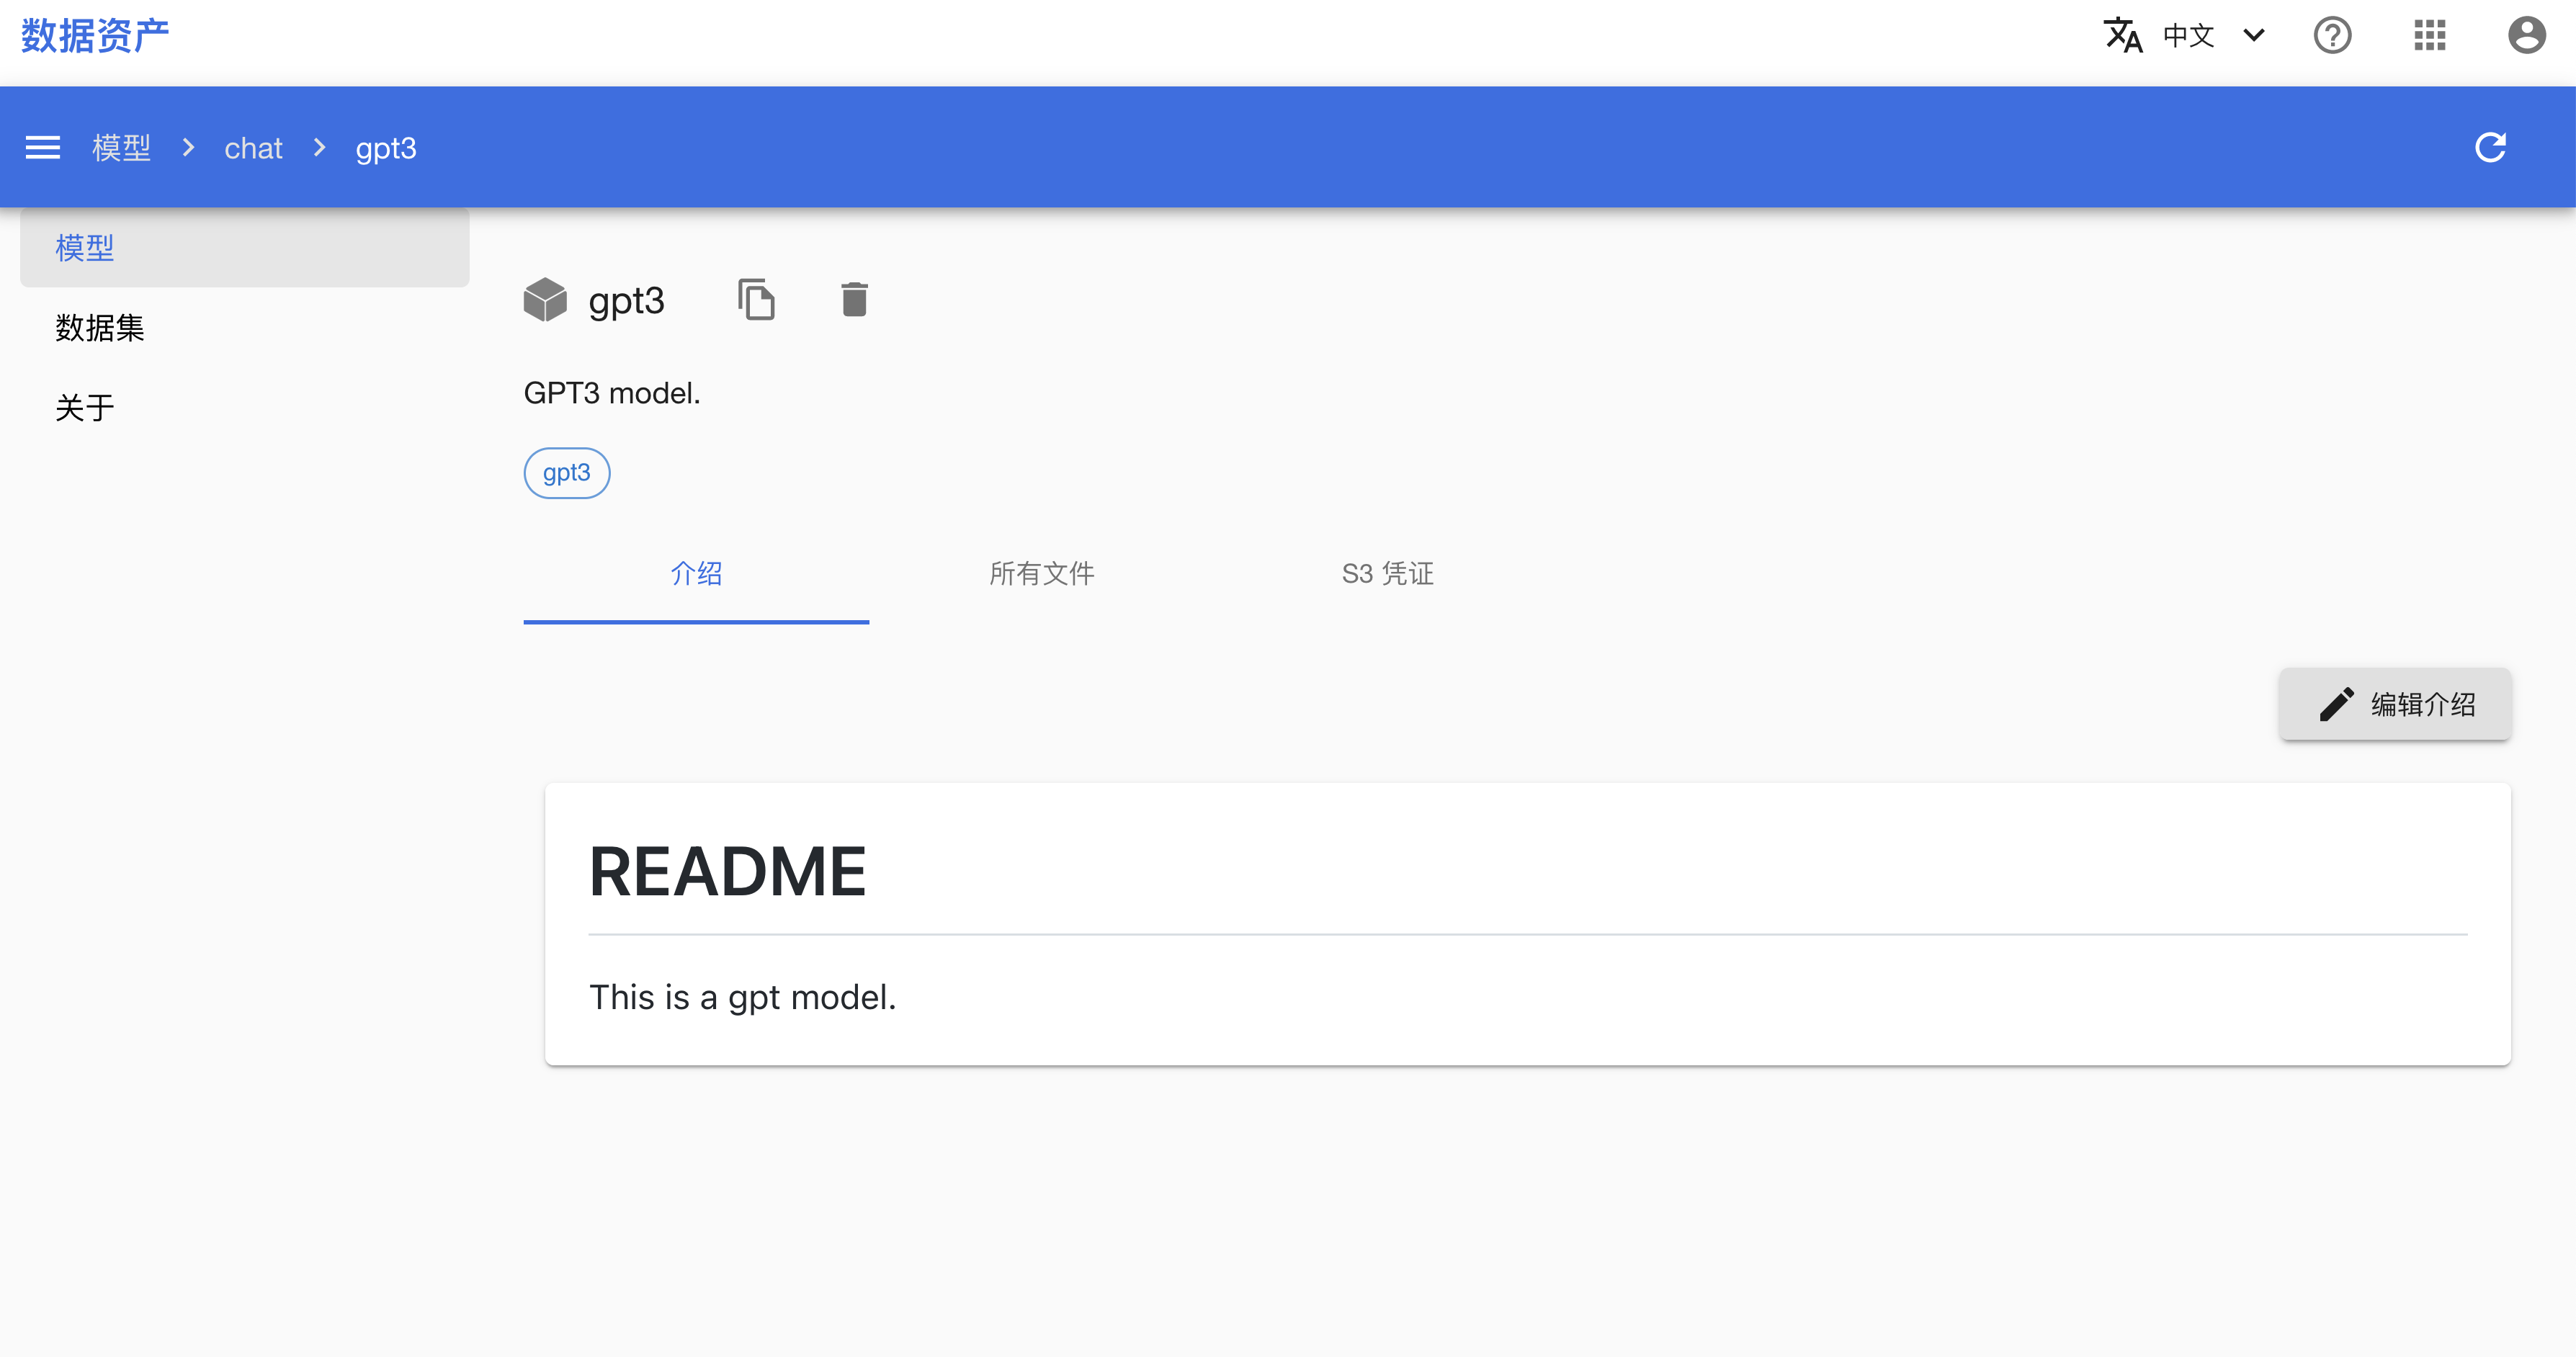 数据资产
中文
模型 > chat > gpt3
模型
数据集
关于
gpt3
GPT3 model.
gpt3
介绍 所有文件 S3 凭证
编辑介绍
README
This is a gpt model.